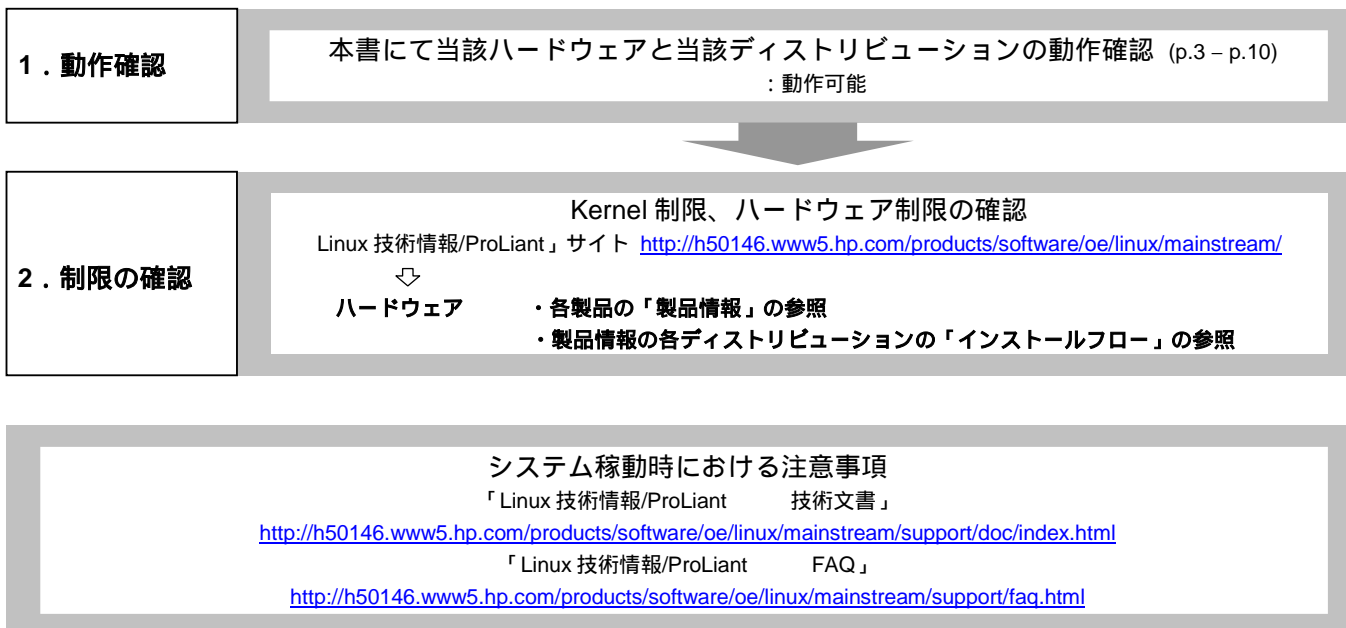 1．動作確認
本書にて当該ハードウェアと当該ディストリビューションの動作確認 (p.3 – p.10)
：動作可能
2．制限の確認
Kernel 制限、ハードウェア制限の確認
Linux 技術情報/ProLiant」サイト http://h50146.www5.hp.com/products/software/oe/linux/mainstream/
ハードウェア ・各製品の「製品情報」の参照
・製品情報の各ディストリビューションの「インストールフロー」の参照
システム稼動時における注意事項
「Linux 技術情報/ProLiant 技術文書」
http://h50146.www5.hp.com/products/software/oe/linux/mainstream/support/doc/index.html
「Linux 技術情報/ProLiant FAQ」
http://h50146.www5.hp.com/products/software/oe/linux/mainstream/support/faq.html